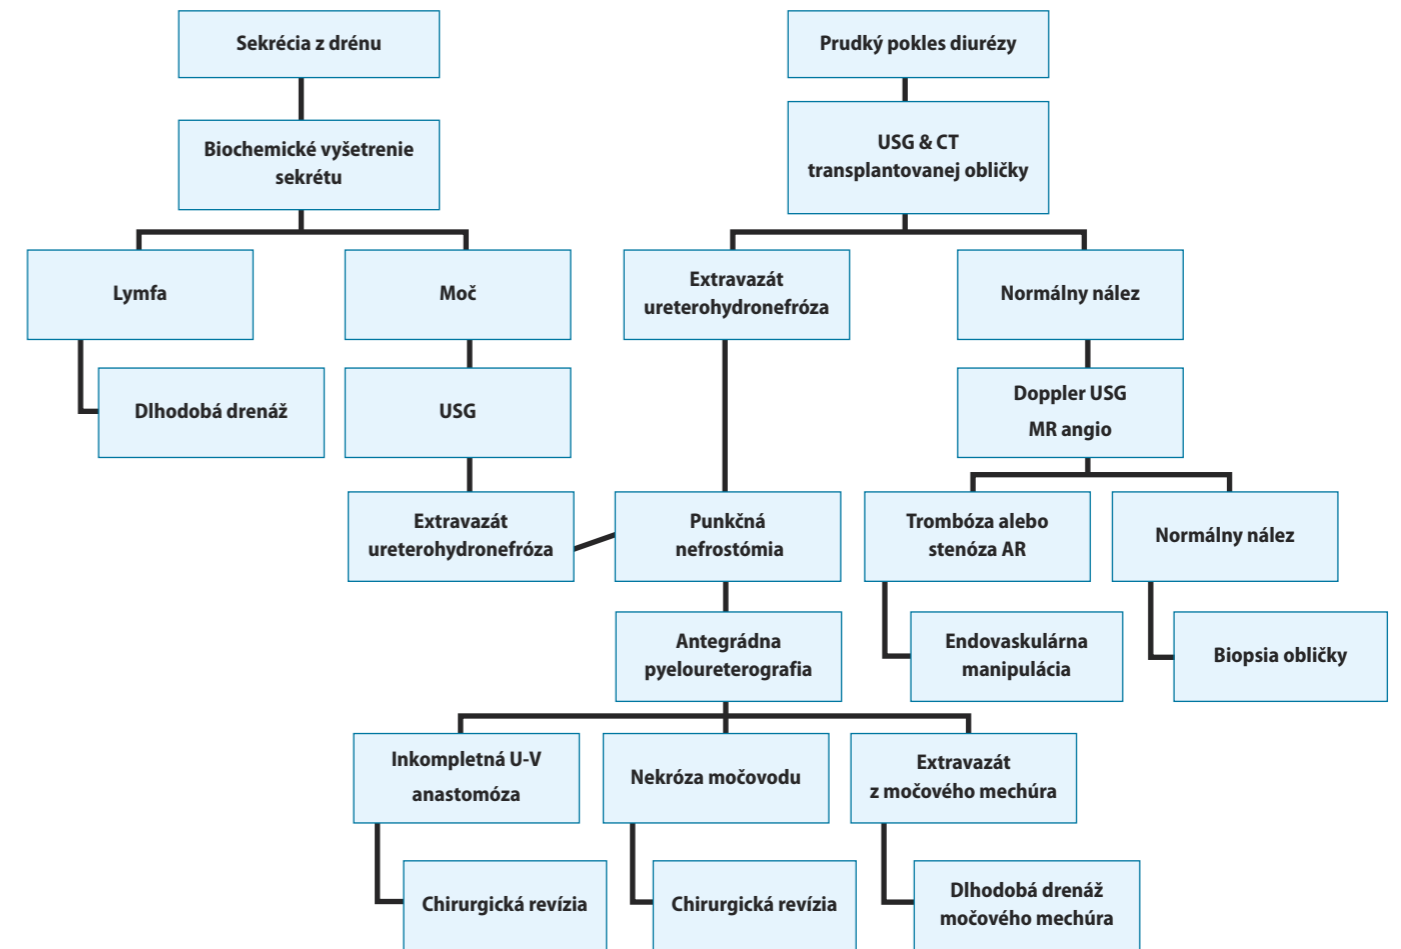 Sekrécia z drénu
Prudký pokles diurézy
Biochemické vyšetrenie
sekrétu
USG & CT
transplantovanej obličky
Lymfa
Moč
Extravazát
ureterohydronefróza
Normálny nález
Dlhodobá drenáž
USG
Doppler USG
MR angio
Extravazát
ureterohydronefróza
Punkčná
nefrostómia
Trombóza alebo
stenóza AR
Normálny nález
Antegrádna
pyeloureterografia
Endovaskulárna
manipulácia
Biopsia obličky
Inkompletná U-V
anastomóza
Nekróza močovodu
Extravazát
z močového mechúra
Chirurgická revízia
Chirurgická revízia
Dlhodobá drenáž
močového mechúra